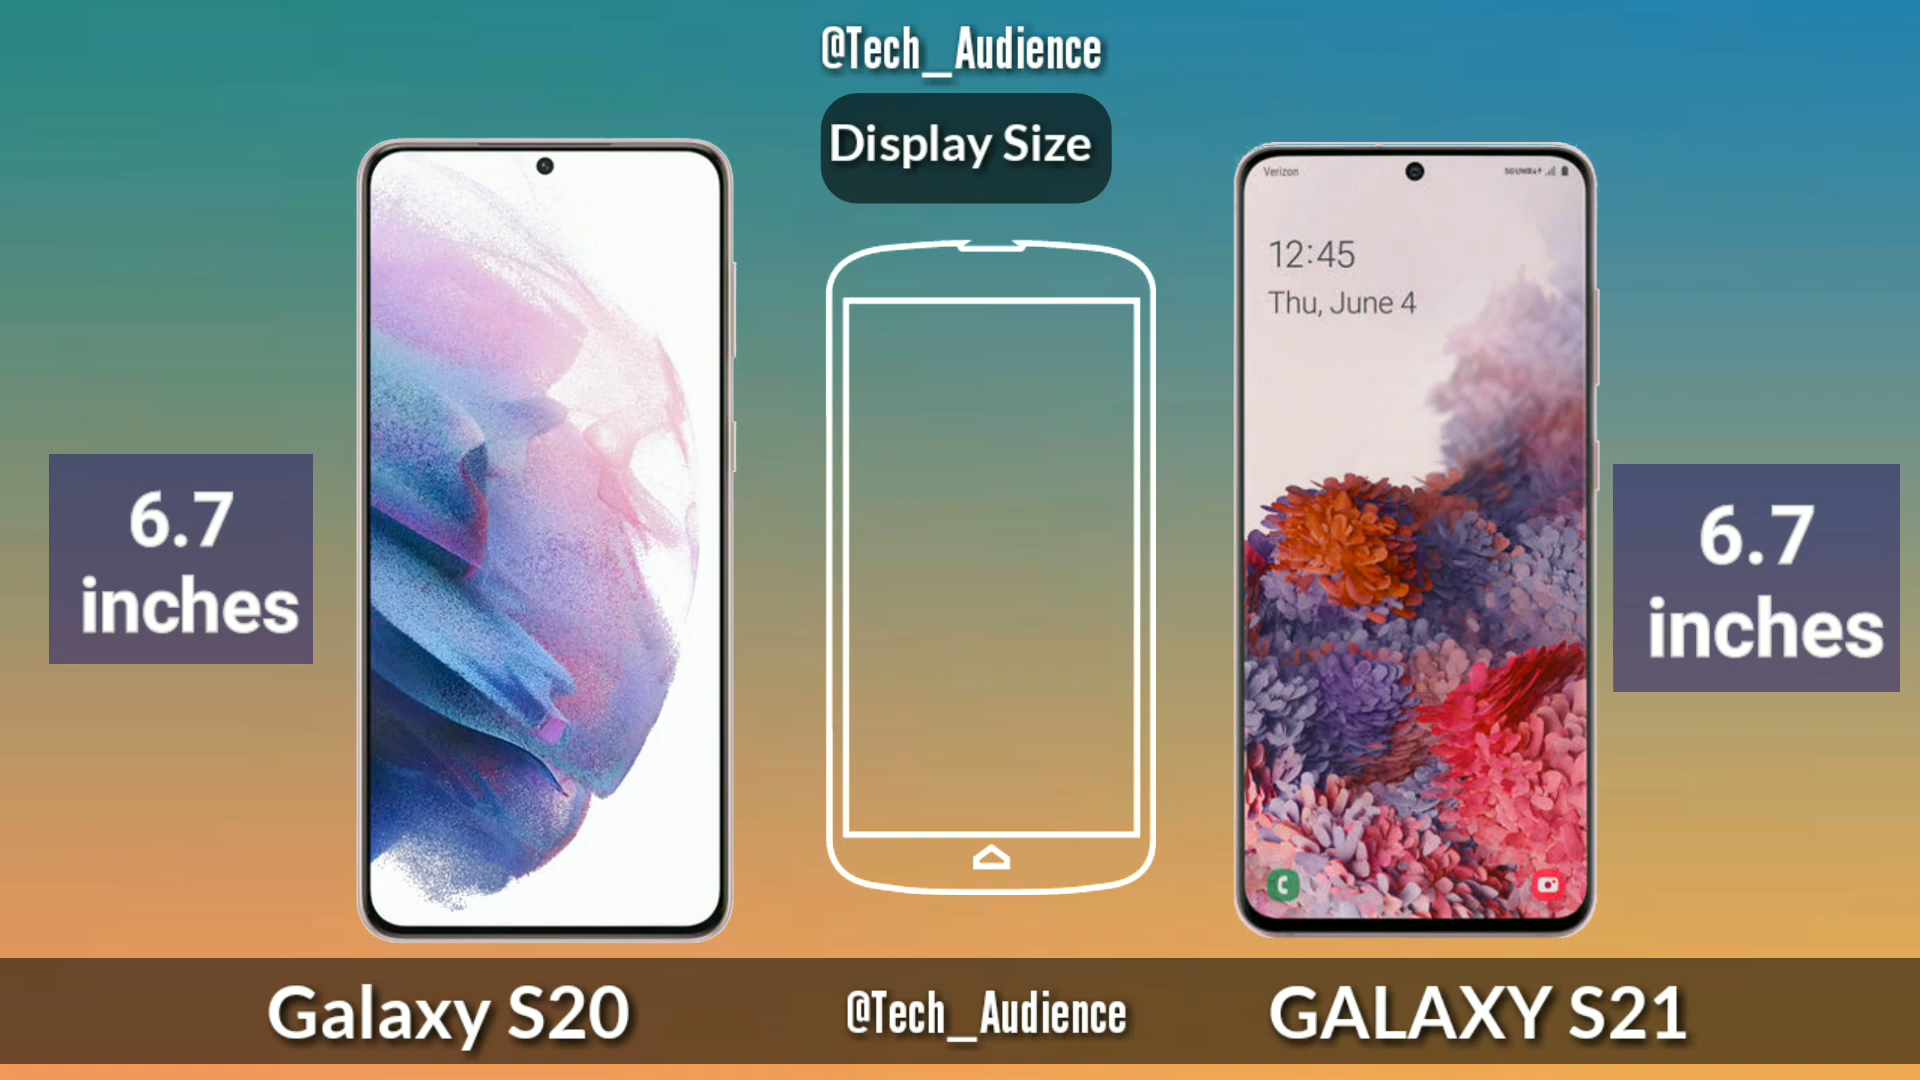 @Tech_Audience
Display Size
Verizon
12:45
Thu, June 4
6.7
inches
6.7
inches
Galaxy S20
@Tech_Audience
GALAXY S21